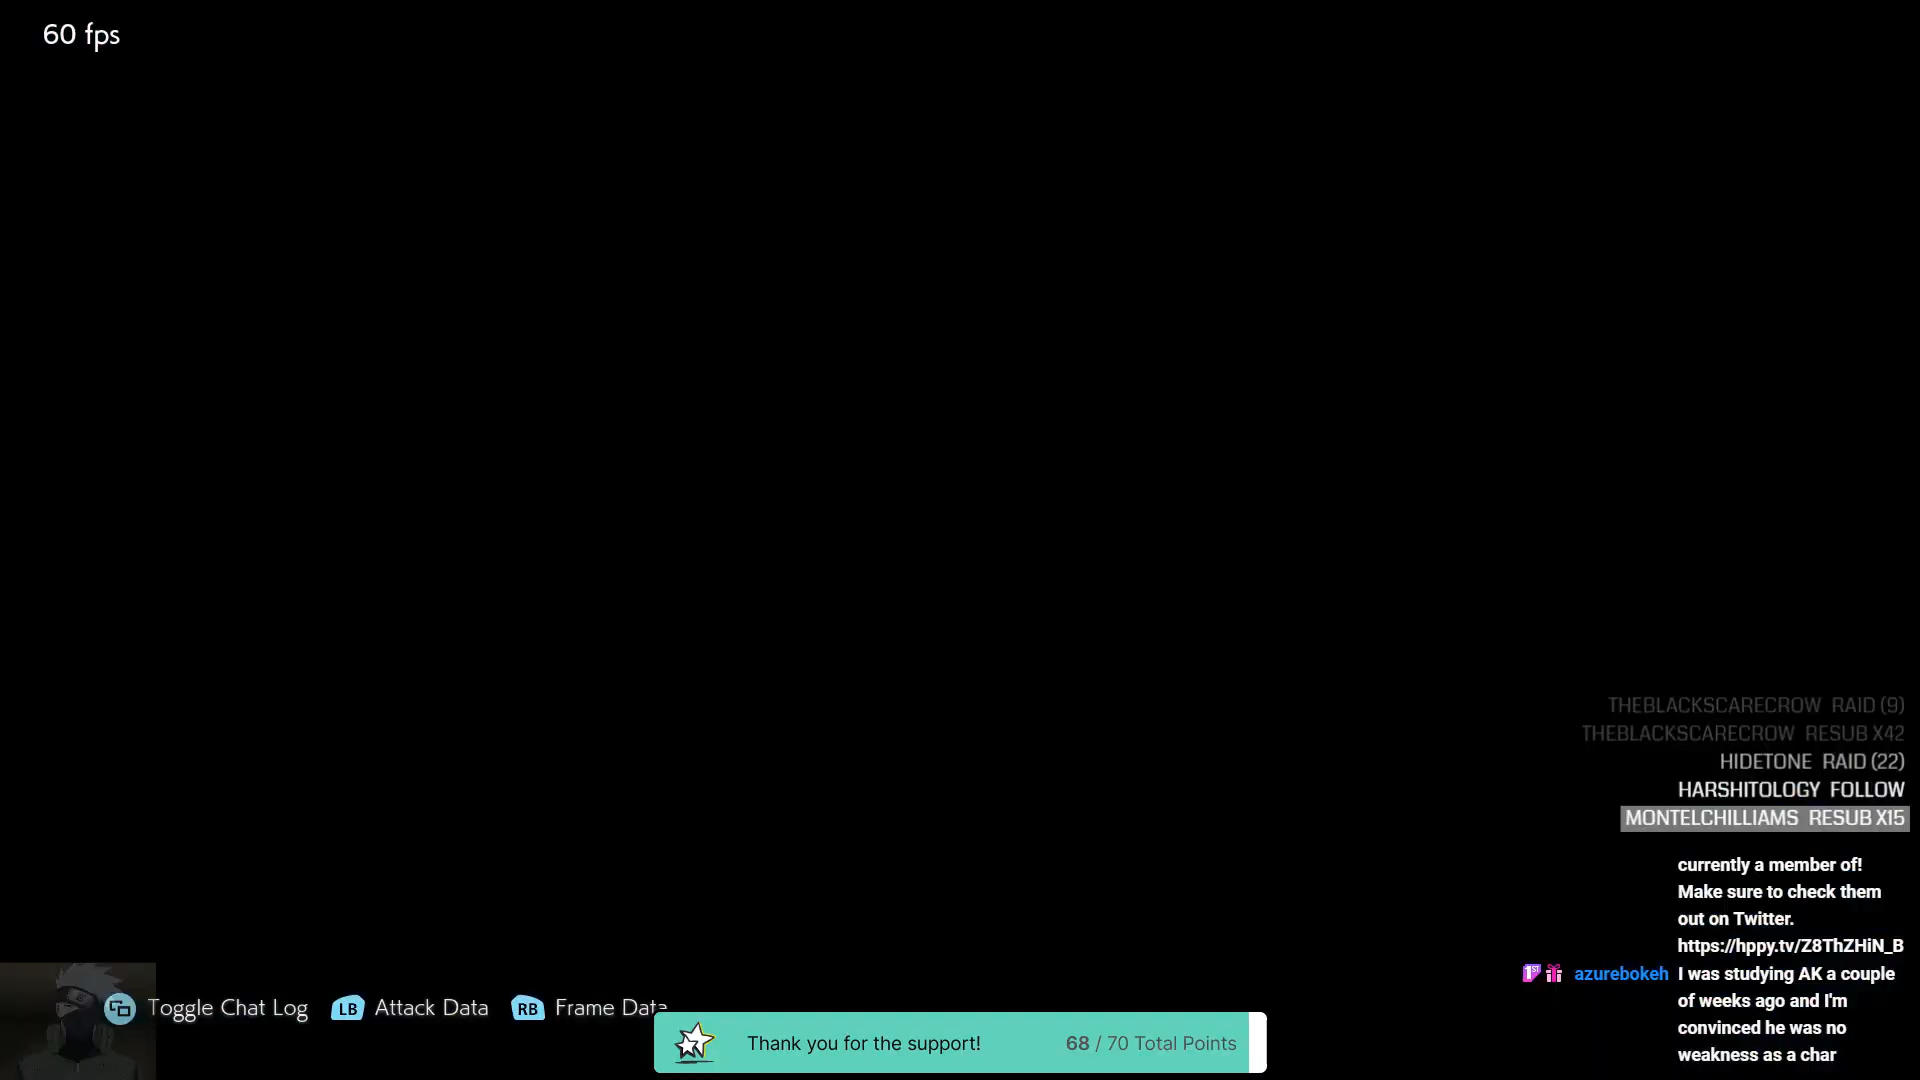 60 fps
THEBLACKSCARECROW RAID (9)
THEBLACKSCARECROW RESUB X42
HIDETONE RAID (22)
HARSHITOLOGY FOLLOW
MONTELCHILLIAMS RESUB X15
currently a member of!
Make sure to check them
out on Twitter.
https://hppy.tv/Z8ThZHiN_B
1ST azurebokeh I was studying AK a couple
of weeks ago and I'm
convinced he was no
weakness as a char
Toggle Chat Log LB Attack Data RB Frame Data
Thank you for the support! 68 / 70 Total Points